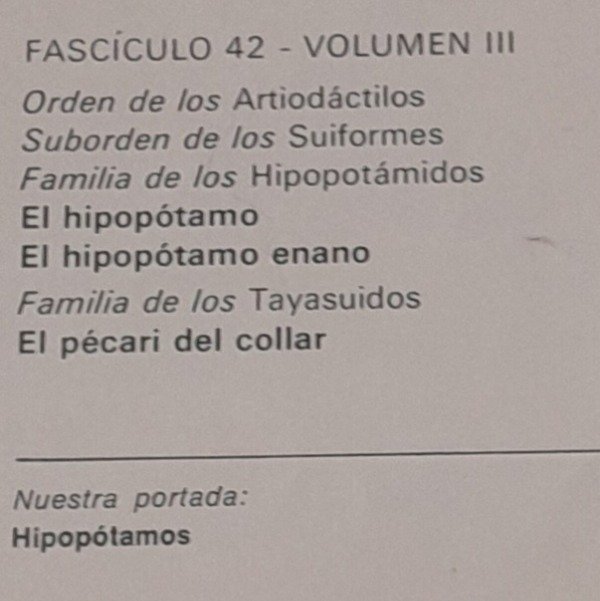 FASCÍCULO 42 - VOLUMEN III
Orden de los Artiodáctilos
Suborden de los Suiformes
Familia de los Hipopotámidos
El hipopótamo
El hipopótamo enano
Familia de los Tayasuidos
El pécari del collar
Nuestra portada:
Hipopótamos